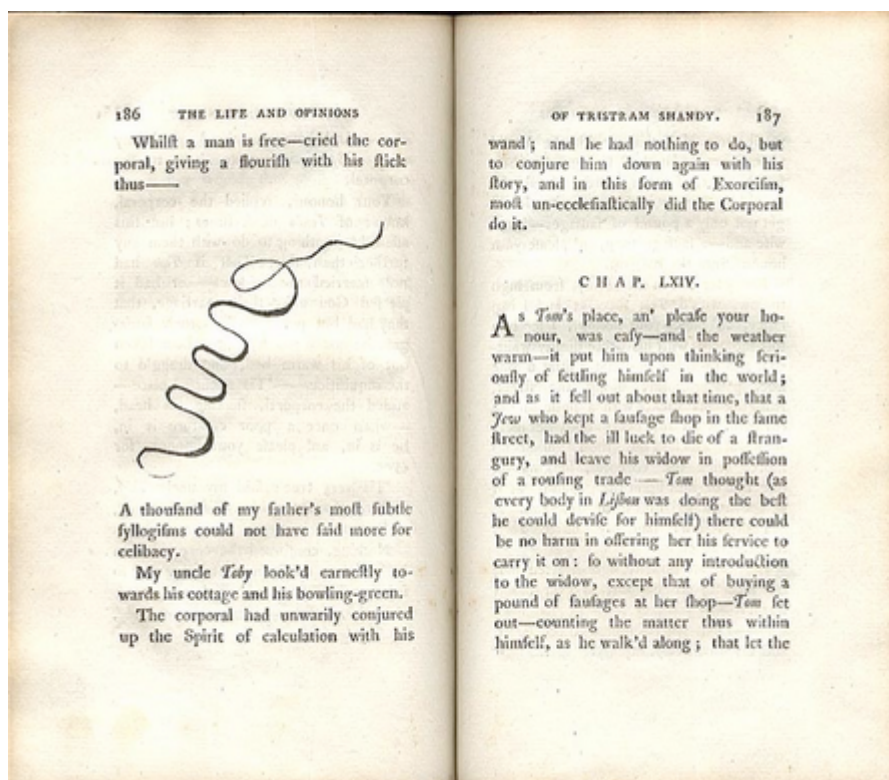 186 THE LIFE AND OPINIONS
Whilſt a man is free—cried the cor-
poral, giving a flouriſh with his ſtick
thus——
A thouſand of my father's moſt ſubtle
ſyllogiſms could not have ſaid more for
celibacy.
My uncle Toby look'd earneſtly to-
wards his cottage and his bowling-green.
The corporal had unwarily conjured
up the Spirit of calculation with his
OF TRISTRAM SHANDY. 187
wand; and he had nothing to do, but
to conjure him down again with his
ſtory, and in this form of Exorciſm,
moſt un-eccleſiaſtically did the Corporal
do it.
CHAP. LXIV.
As Tom's place, an' pleaſe your ho-
nour, was eaſy—and the weather
warm—it put him upon thinking ſeri-
ouſly of ſettling himſelf in the world;
and as it fell out about that time, that a
Jew who kept a ſauſage ſhop in the ſame
ſtreet, had the ill luck to die of a ſtran-
gury, and leave his widow in poſſeſſion
of a rouſing trade——Tom thought (as
every body in Liſbon was doing the beſt
he could deviſe for himſelf) there could
be no harm in offering her his ſervice to
carry it on: ſo without any introduction
to the widow, except that of buying a
pound of ſauſages at her ſhop—Tom ſet
out—counting the matter thus within
himſelf, as he walk'd along; that let the